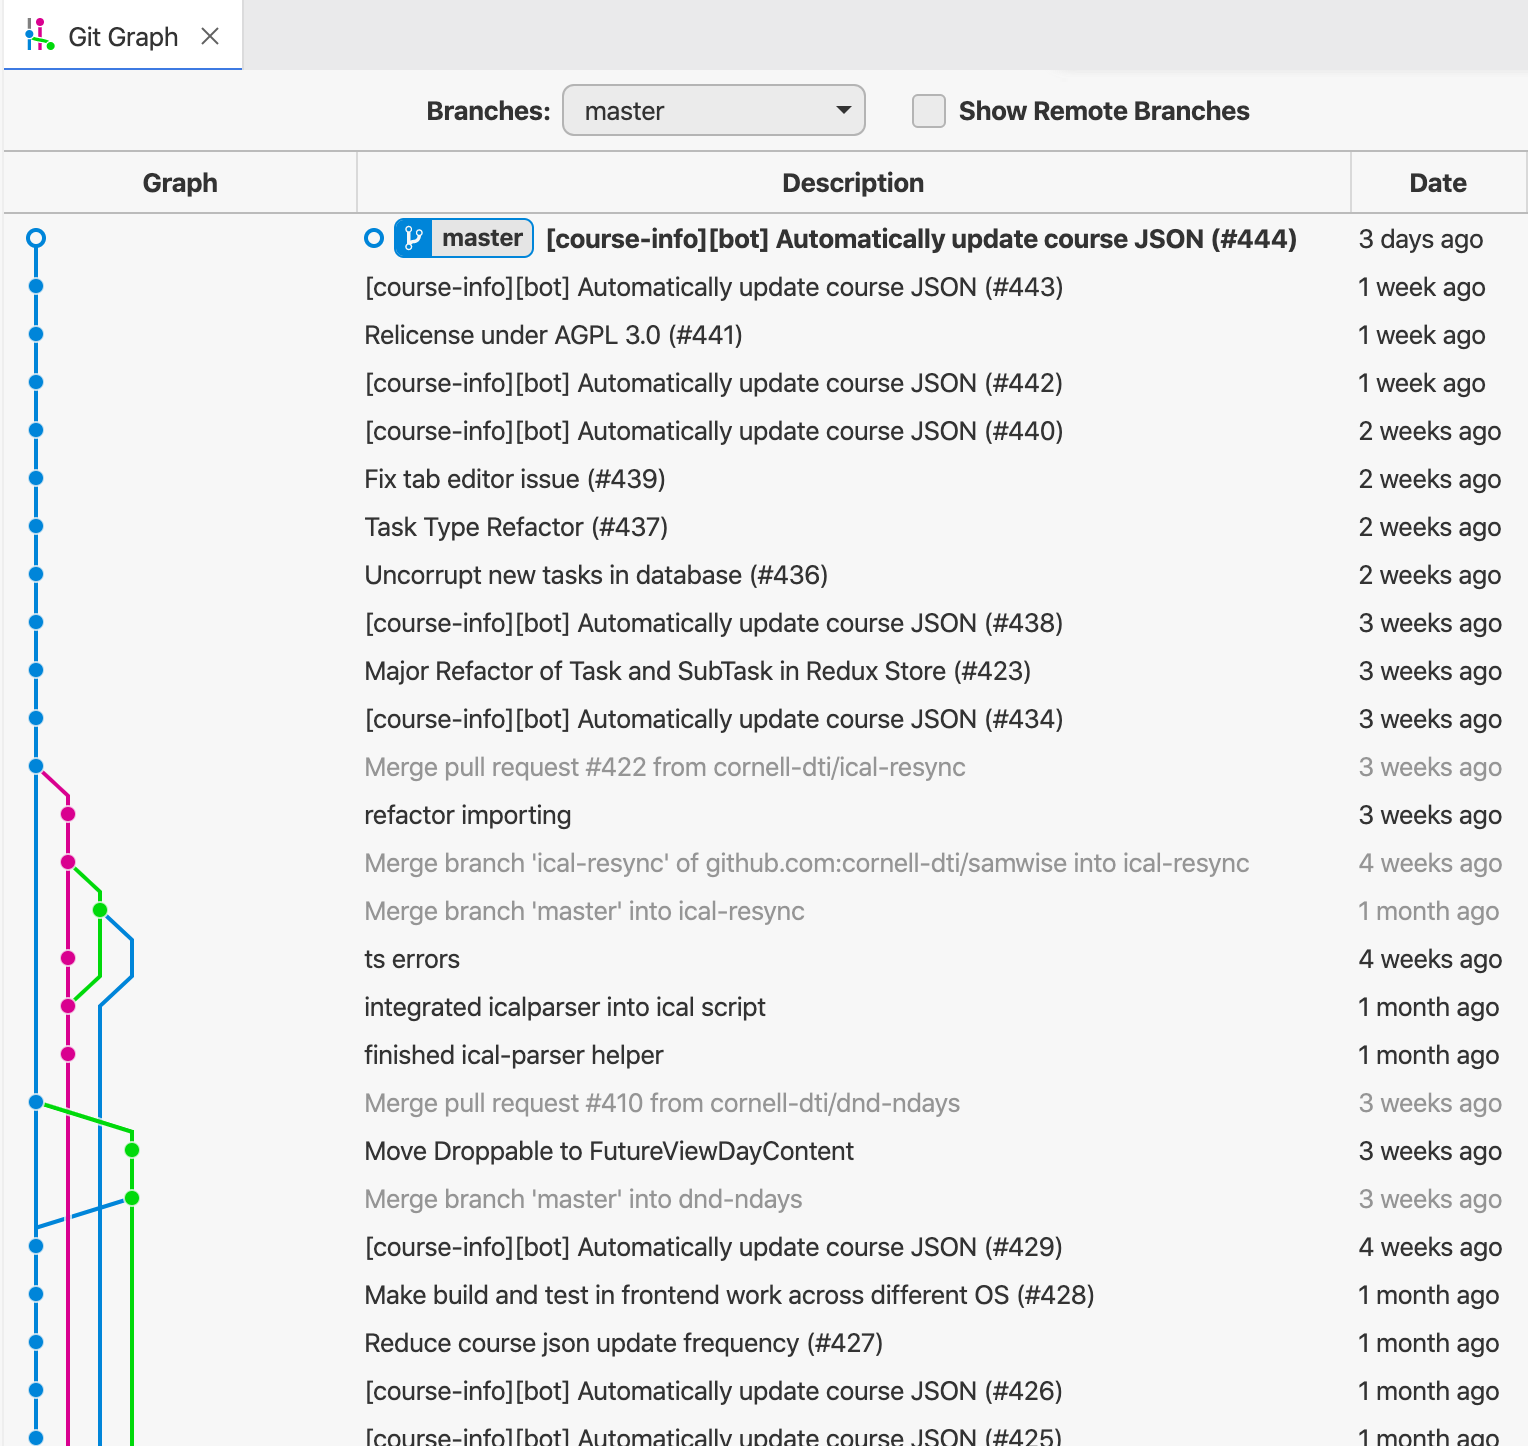 Git Graph
Branches: master Show Remote Branches
Graph Description Date
master [course-info][bot] Automatically update course JSON (#444) 3 days ago
[course-info][bot] Automatically update course JSON (#443) 1 week ago
Relicense under AGPL 3.0 (#441) 1 week ago
[course-info][bot] Automatically update course JSON (#442) 1 week ago
[course-info][bot] Automatically update course JSON (#440) 2 weeks ago
Fix tab editor issue (#439) 2 weeks ago
Task Type Refactor (#437) 2 weeks ago
Uncorrupt new tasks in database (#436) 2 weeks ago
[course-info][bot] Automatically update course JSON (#438) 3 weeks ago
Major Refactor of Task and SubTask in Redux Store (#423) 3 weeks ago
[course-info][bot] Automatically update course JSON (#434) 3 weeks ago
Merge pull request #422 from cornell-dti/ical-resync 3 weeks ago
refactor importing 3 weeks ago
Merge branch 'ical-resync' of github.com:cornell-dti/samwise into ical-resync 4 weeks ago
Merge branch 'master' into ical-resync 1 month ago
ts errors 4 weeks ago
integrated icalparser into ical script 1 month ago
finished ical-parser helper 1 month ago
Merge pull request #410 from cornell-dti/dnd-ndays 3 weeks ago
Move Droppable to FutureViewDayContent 3 weeks ago
Merge branch 'master' into dnd-ndays 3 weeks ago
[course-info][bot] Automatically update course JSON (#429) 4 weeks ago
Make build and test in frontend work across different OS (#428) 1 month ago
Reduce course json update frequency (#427) 1 month ago
[course-info][bot] Automatically update course JSON (#426) 1 month ago
[course-info][bot] Automatically update course JSON (#425) 1 month ago